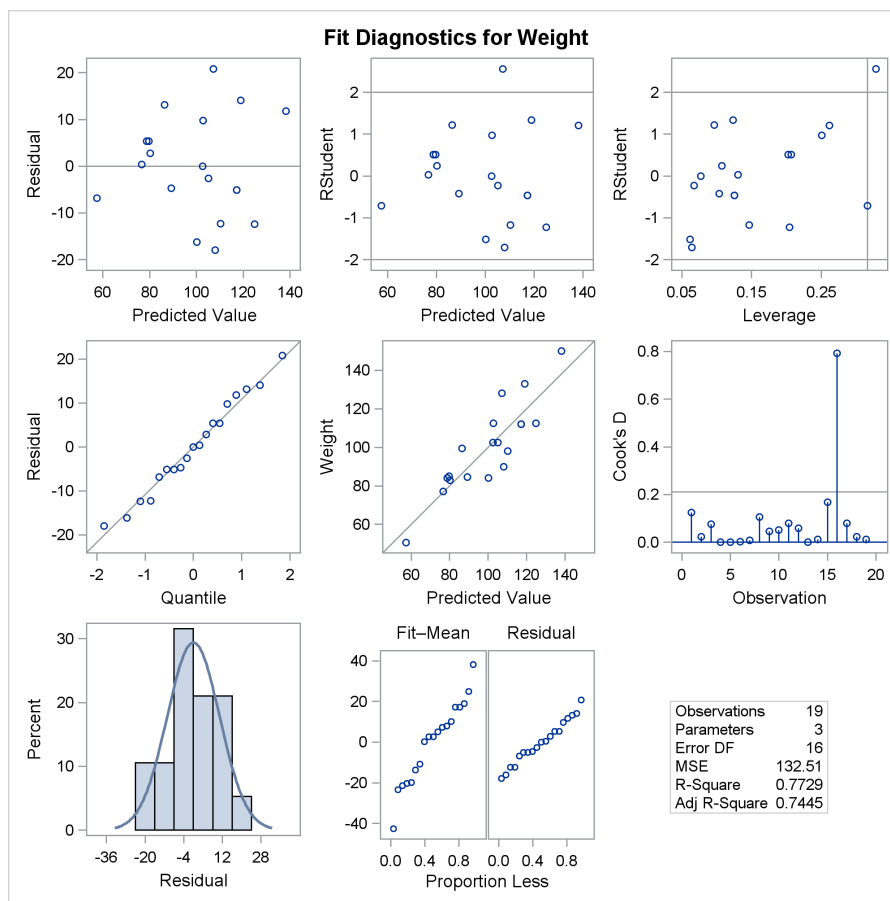 Fit Diagnostics for Weight
20
10
0
-10
-20
Residual
60 80 100 120 140
Predicted Value
2
1
0
-1
-2
RStudent
60 80 100 120 140
Predicted Value
2
1
0
-1
-2
RStudent
0.05 0.15 0.25
Leverage
20
10
0
-10
-20
Residual
-2 -1 0 1 2
Quantile
140
120
100
80
60
Weight
60 80 100 120 140
Predicted Value
0.8
0.6
0.4
0.2
0.0
Cook's D
0 5 10 15 20
Observation
30
20
10
0
Percent
-36 -20 -4 12 28
Residual
Fit–Mean Residual
40
20
0
-20
-40
0.0 0.4 0.8 0.0 0.4 0.8
Proportion Less
Observations 19
Parameters 3
Error DF 16
MSE 132.51
R-Square 0.7729
Adj R-Square 0.7445